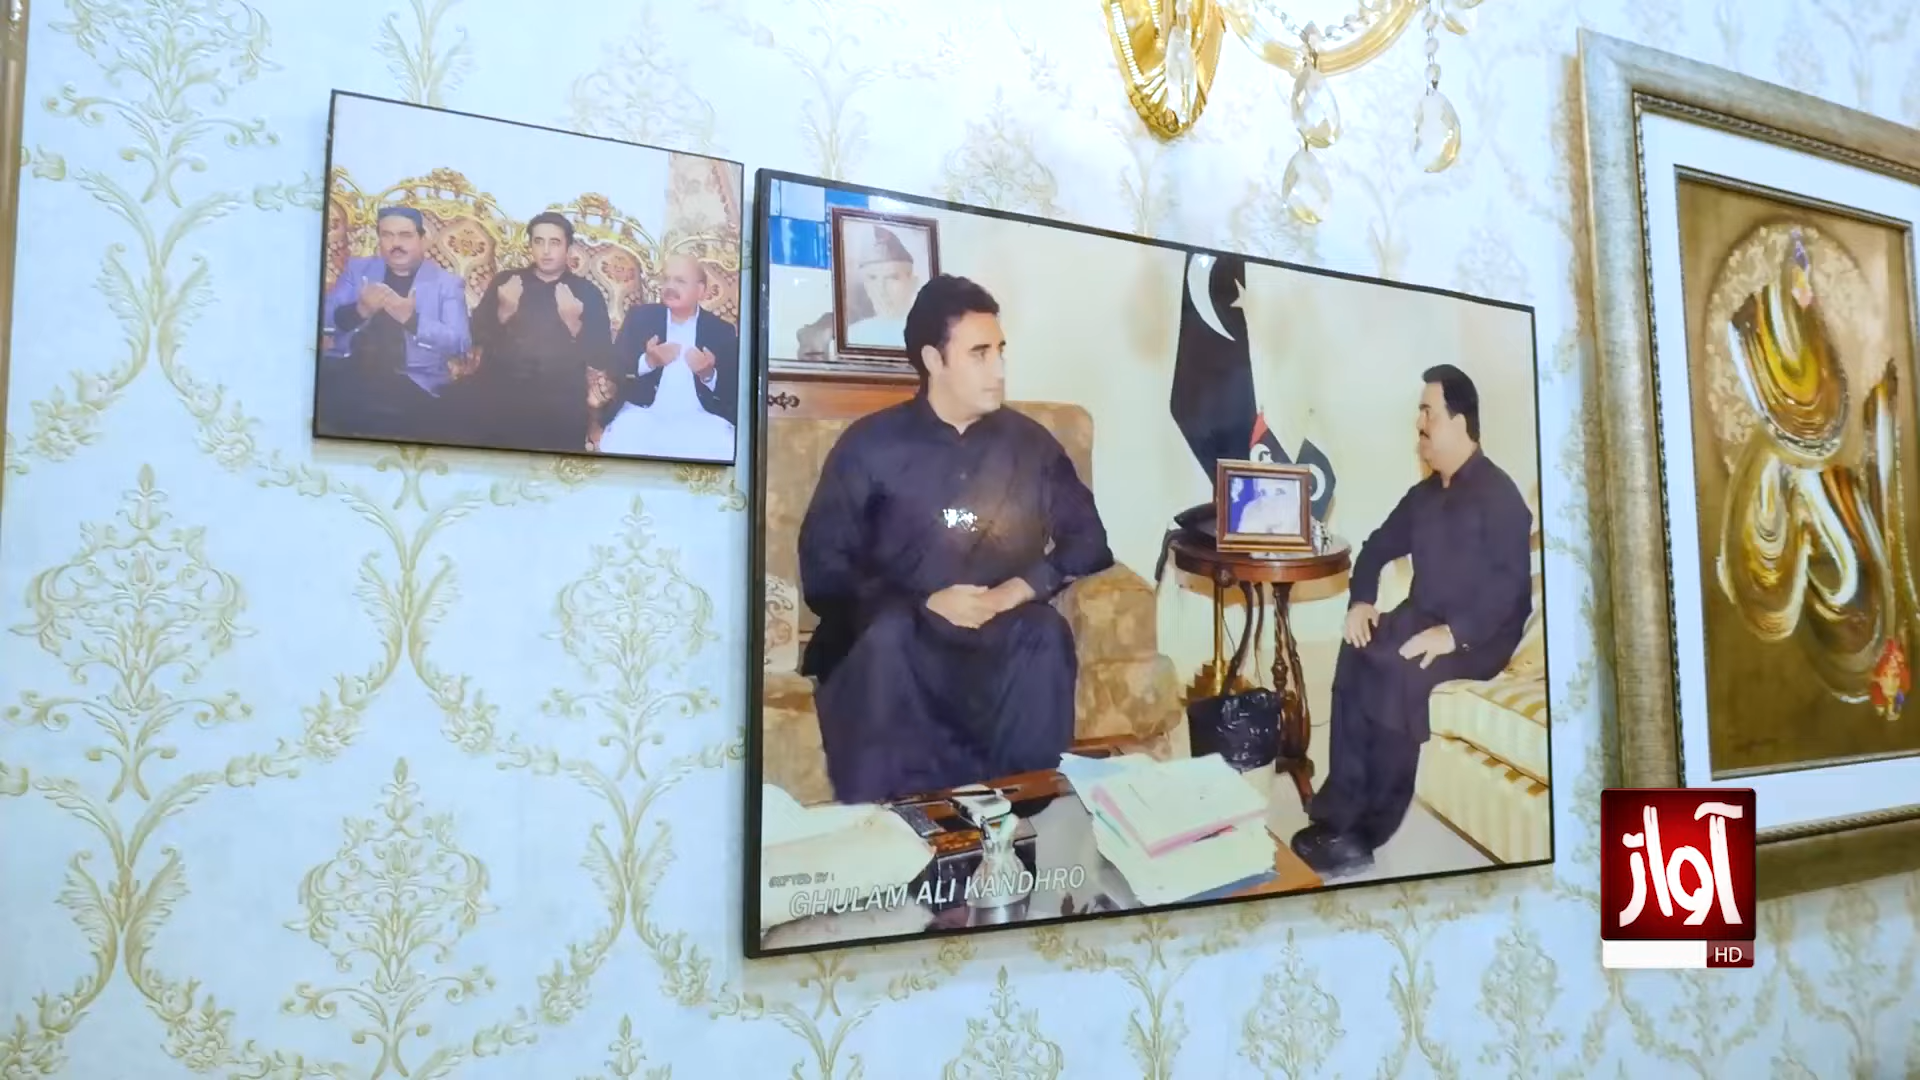 GIFTED BY :
GHULAM ALI KANDHRO
آواز
HD